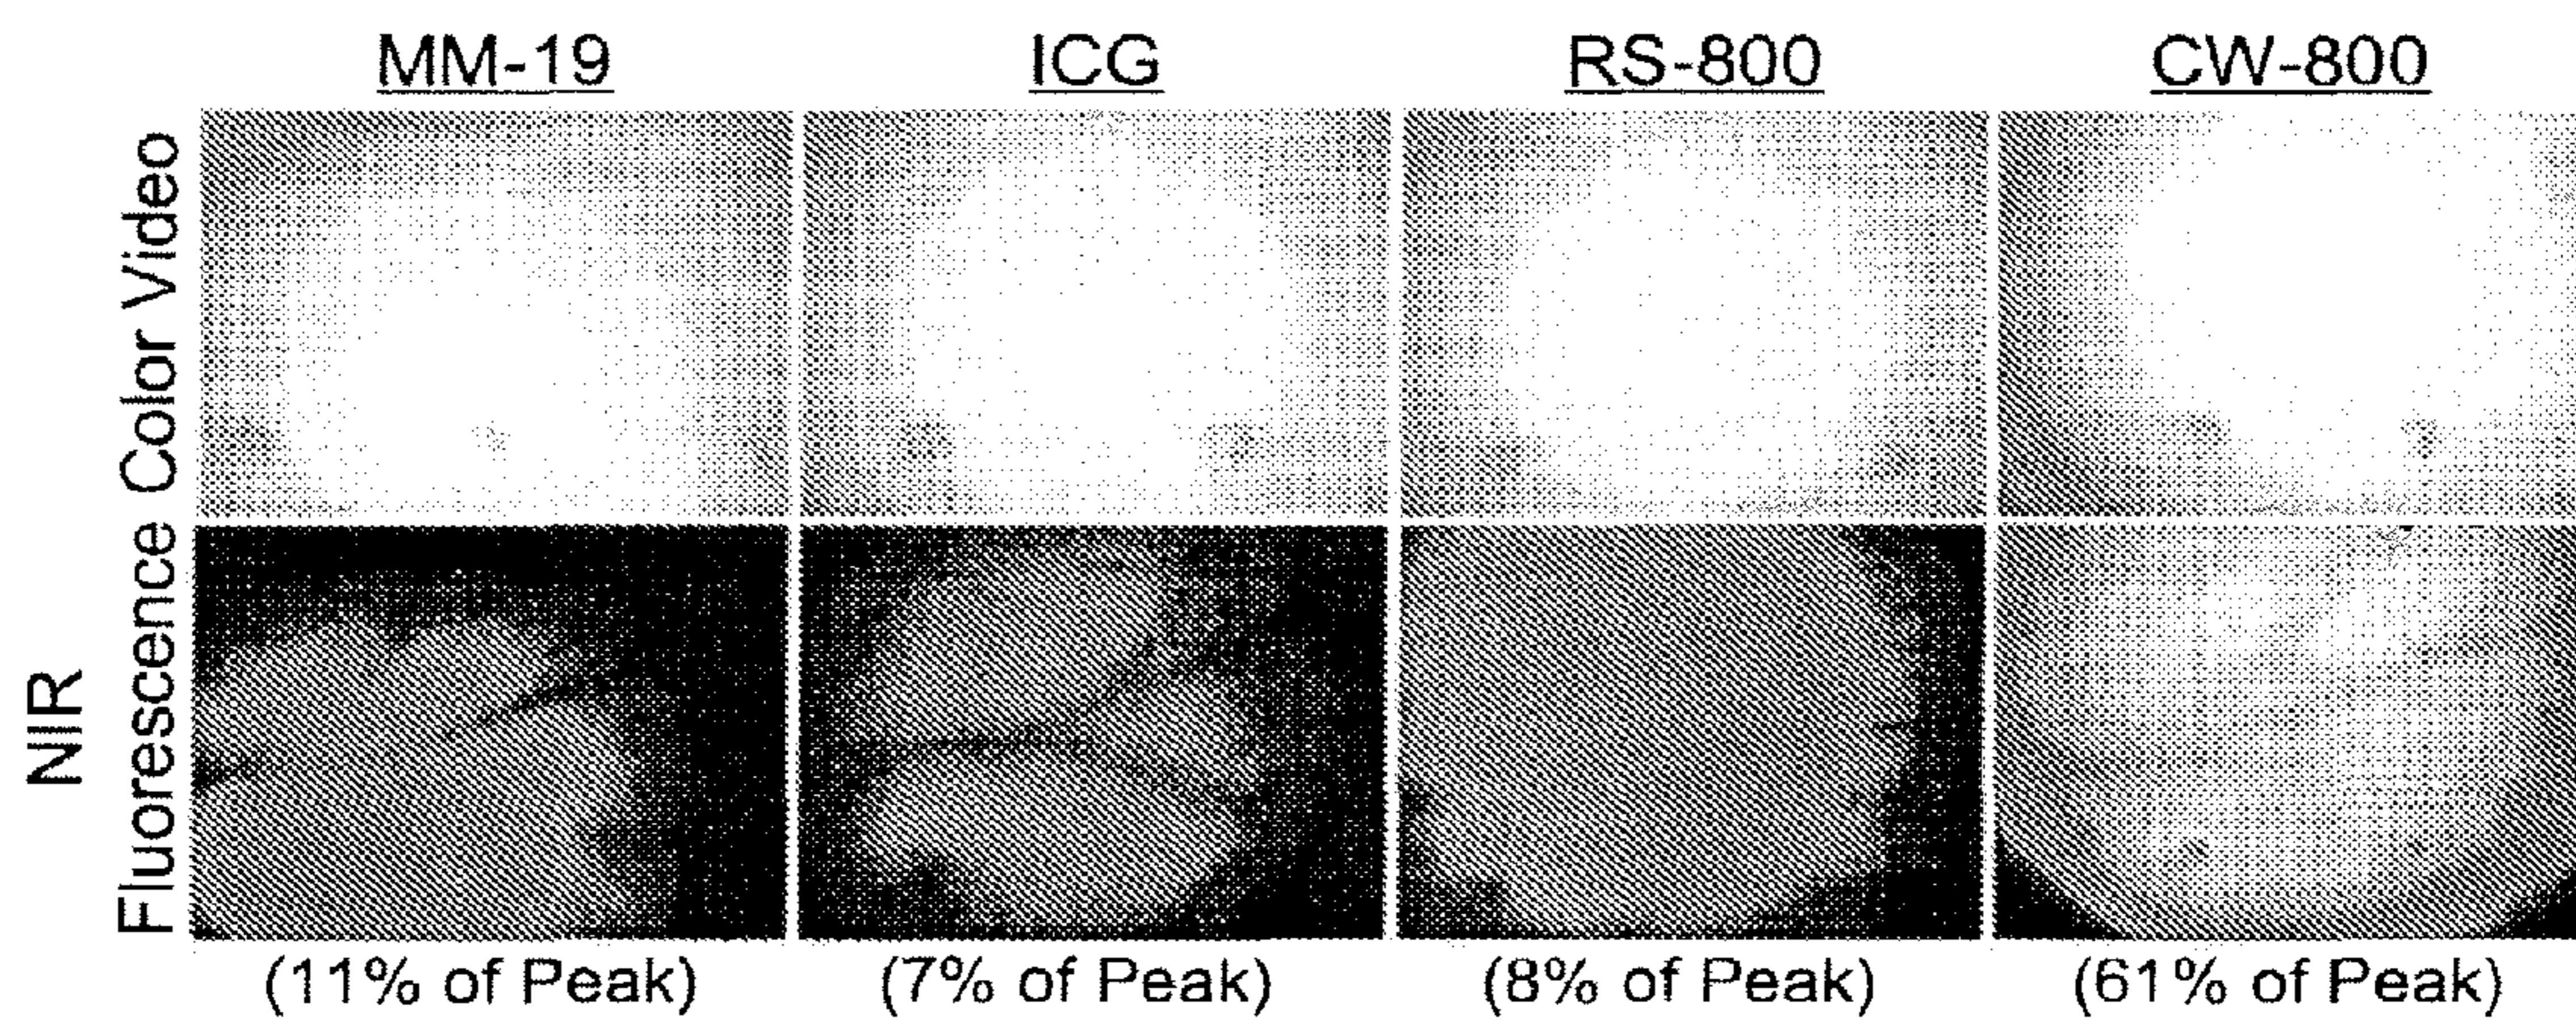 MM-19 ICG RS-800 CW-800
Color Video
NIR
Fluorescence
(11% of Peak) (7% of Peak) (8% of Peak) (61% of Peak)